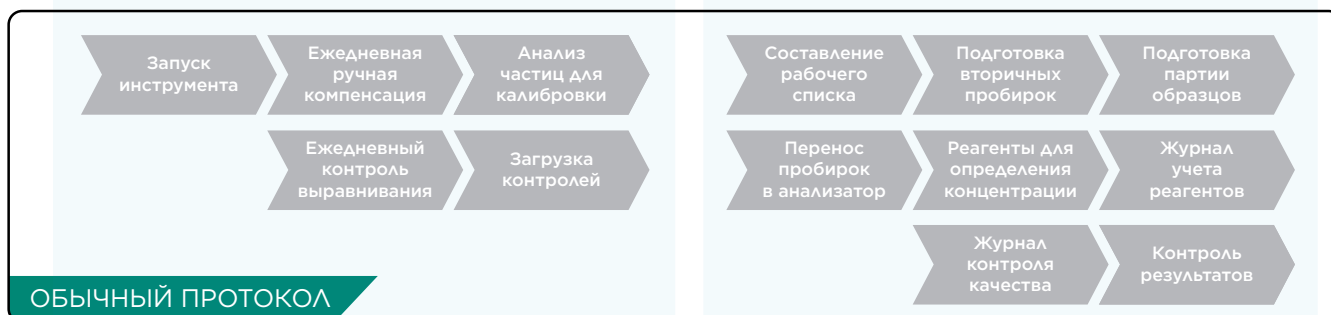 Запуск
инструмента
Ежедневная
ручная
компенсация
Анализ
частиц для
калибровки
Ежедневный
контроль
выравнивания
Загрузка
контролей
Составление
рабочего
списка
Подготовка
вторичных
пробирок
Подготовка
партии
образцов
Перенос
пробирок
в анализатор
Реагенты для
определения
концентрации
Журнал
учета
реагентов
Журнал
контроля
качества
Контроль
результатов
ОБЫЧНЫЙ ПРОТОКОЛ